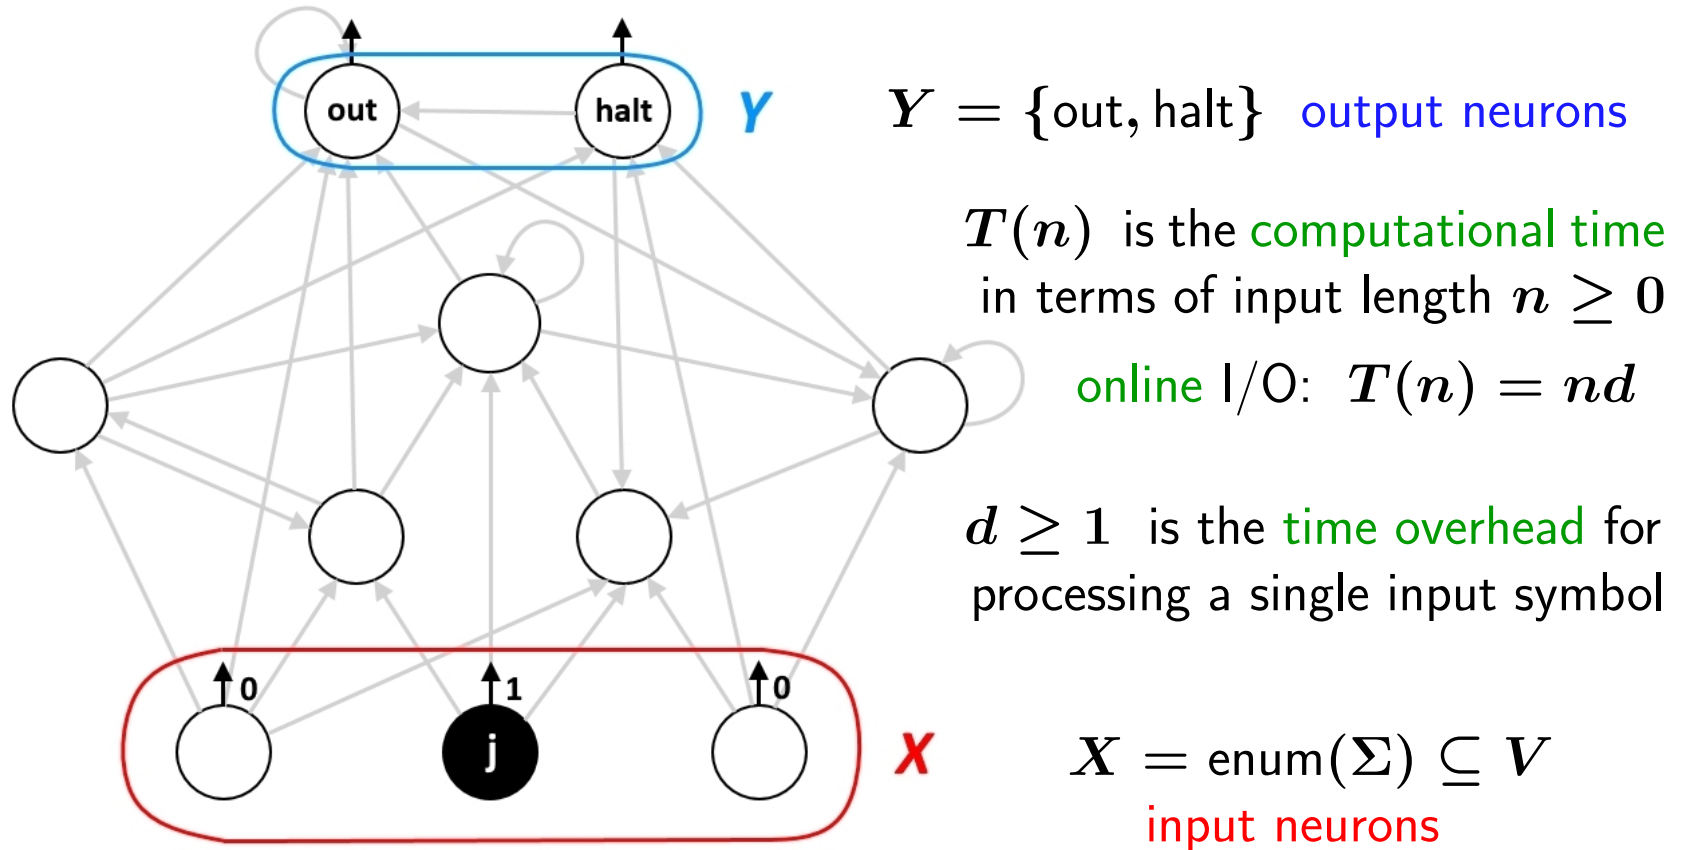 out
halt
Y
Y = {out, halt} output neurons
T(n) is the computational time
in terms of input length n ≥ 0
online I/O: T(n) = nd
d ≥ 1 is the time overhead for
processing a single input symbol
0
1
0
j
X
X = enum(Σ) ⊆ V
input neurons